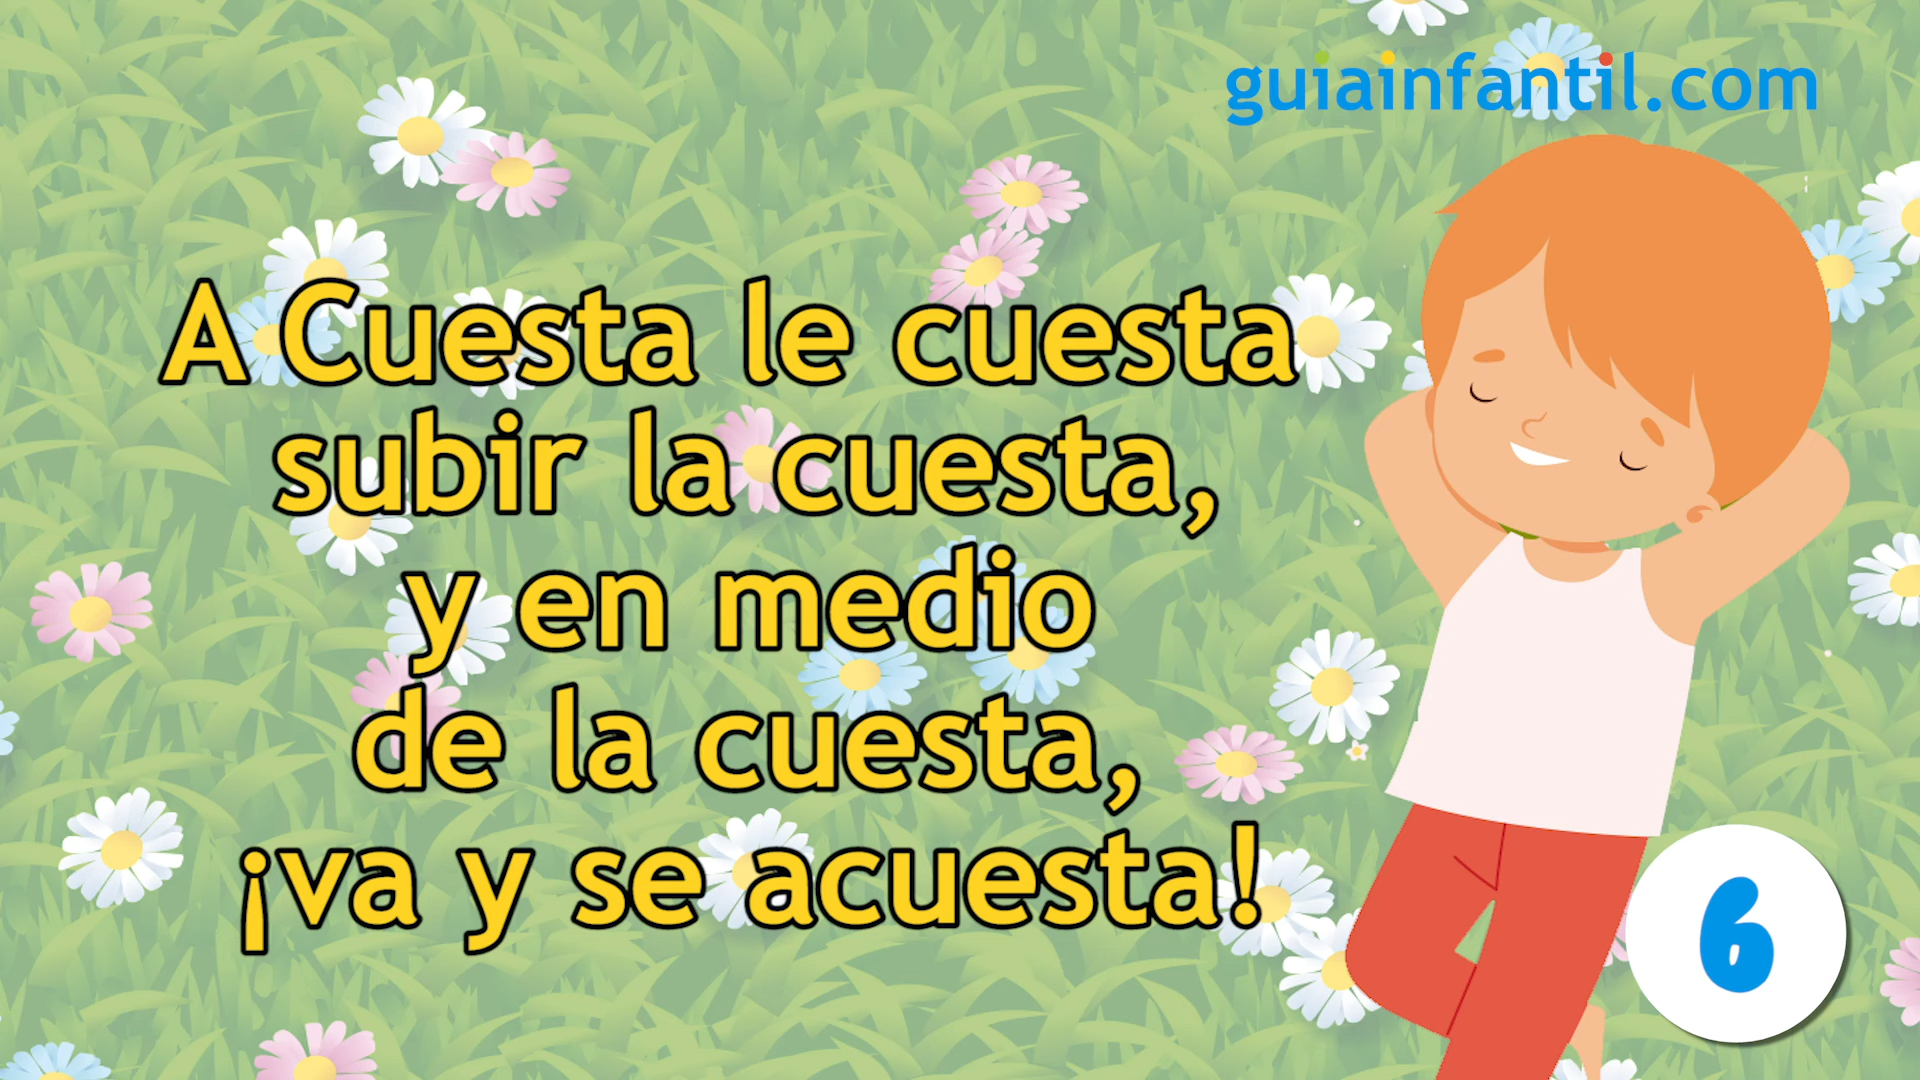 guiainfantil.com
A Cuesta le cuesta
subir la cuesta,
y en medio
de la cuesta,
¡va y se acuesta!
6